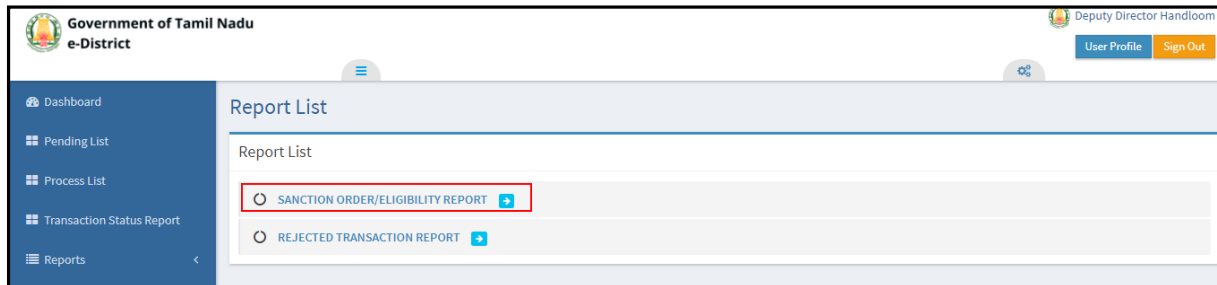 Government of Tamil Nadu
e-District
Deputy Director Handloom
User Profile
Sign Out
Dashboard
Pending List
Process List
Transaction Status Report
Reports
Report List
Report List
SANCTION ORDER/ELIGIBILITY REPORT
REJECTED TRANSACTION REPORT